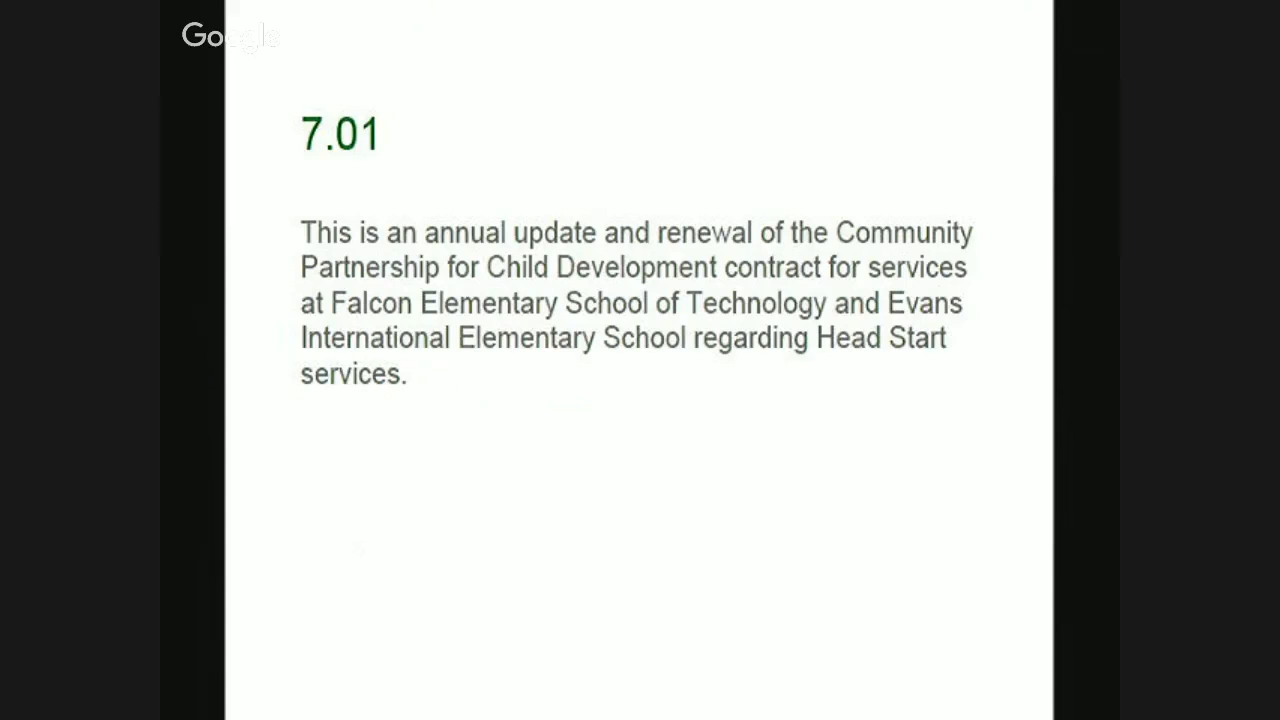 Google
7.01
This is an annual update and renewal of the Community
Partnership for Child Development contract for services
at Falcon Elementary School of Technology and Evans
International Elementary School regarding Head Start
services.